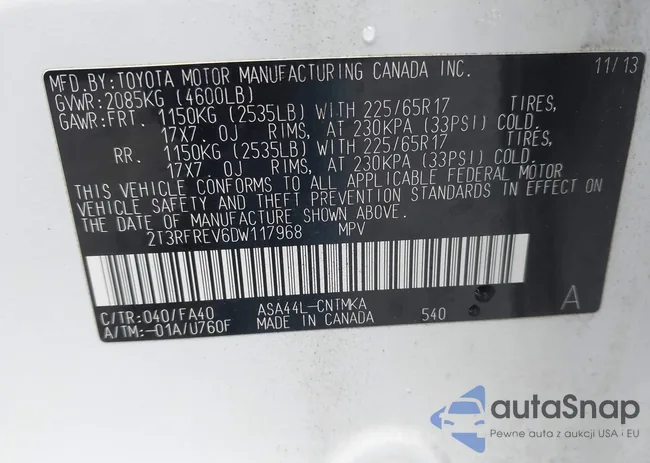 MFD.BY:TOYOTA MOTOR MANUFACTURING CANADA INC. 11/13
GVWR:2085KG (4600LB)
GAWR:FRT. 1150KG (2535LB) WITH 225/65R17 TIRES,
17X7 0J RIMS, AT 230KPA (33PSI) COLD.
RR. 1150KG (2535LB) WITH 225/65R17 TIRES,
17X7 0J RIMS, AT 230KPA (33PSI) COLD.
THIS VEHICLE CONFORMS TO ALL APPLICABLE FEDERAL MOTOR
VEHICLE SAFETY AND THEFT PREVENTION STANDARDS IN EFFECT ON
THE DATE OF MANUFACTURE SHOWN ABOVE.
2T3RFREV6DW117968 MPV
C/TR:040/FA40 ASA44L-CNTMKA A
A/TM:-01A/U760F MADE IN CANADA 540
autaSnap
Pewne auta z aukcji USA i EU